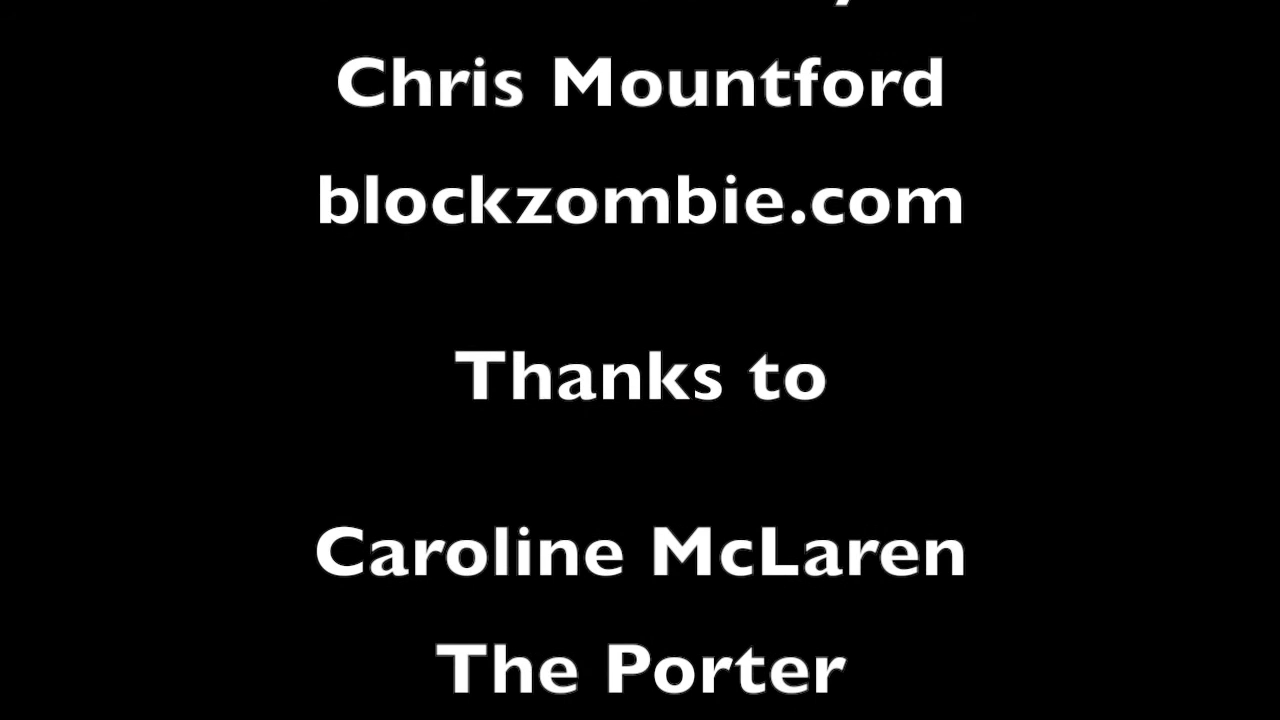 Chris Mountford
blockzombie.com
Thanks to
Caroline McLaren
The Porter